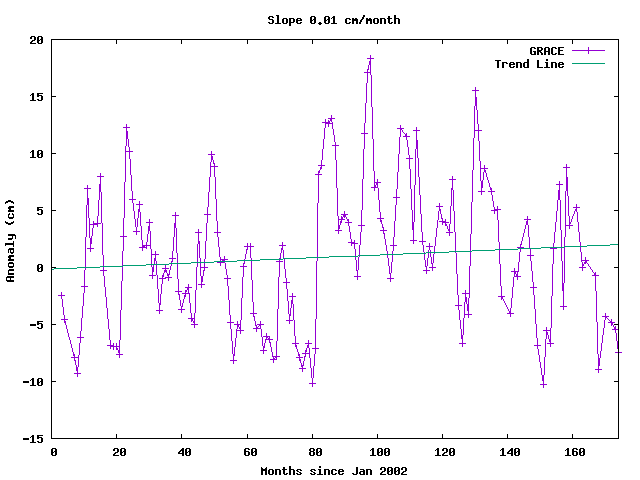 Slope 0.01 cm/month
GRACE
Trend Line
20
15
10
5
0
-5
-10
-15
Anomaly (cm)
0 20 40 60 80 100 120 140 160
Months since Jan 2002